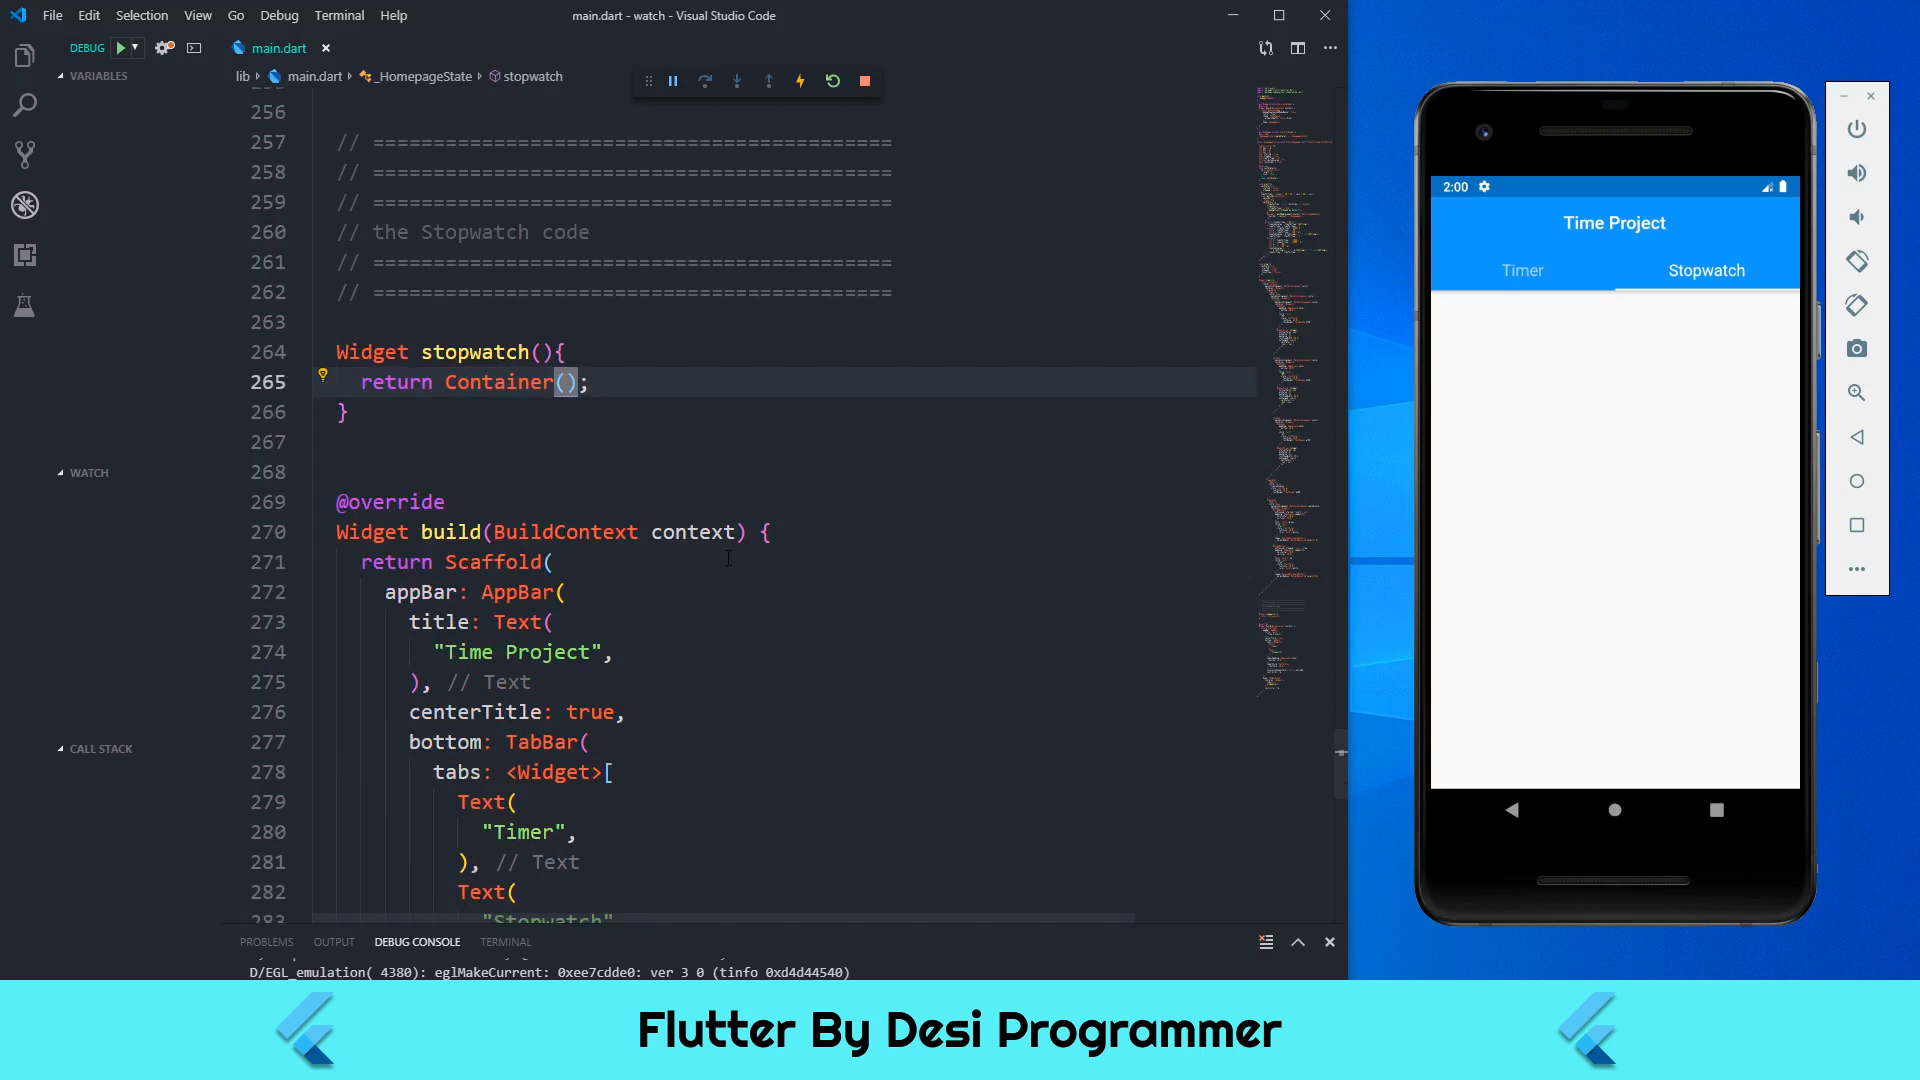 File Edit Selection View Go Debug Terminal Help
main.dart - watch - Visual Studio Code
DEBUG
main.dart
VARIABLES
lib main.dart _HomepageState stopwatch
256
257 // ===========================================
258 // ===========================================
259 // ===========================================
260 // the Stopwatch code
261 // ===========================================
262 // ===========================================
263
264 Widget stopwatch(){
265 return Container();
266 }
267
268
269 @override
270 Widget build(BuildContext context) {
271 return Scaffold(
272 appBar: AppBar(
273 title: Text(
274 "Time Project",
275 ), // Text
276 centerTitle: true,
277 bottom: TabBar(
278 tabs: <Widget>[
279 Text(
280 "Timer",
281 ), // Text
282 Text(
283 "Stopwatch"
WATCH
CALL STACK
PROBLEMS OUTPUT DEBUG CONSOLE TERMINAL
D/EGL_emulation( 4380): eglMakeCurrent: 0xee7cdde0: ver 3 0 (tinfo 0xd4d44540)
2:00
Time Project
Timer Stopwatch
Flutter By Desi Programmer